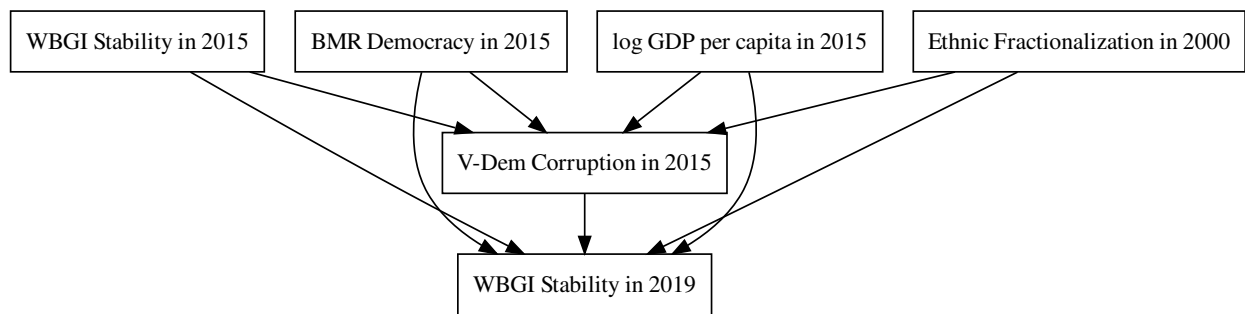 WBGI Stability in 2015
BMR Democracy in 2015
log GDP per capita in 2015
Ethnic Fractionalization in 2000
V-Dem Corruption in 2015
WBGI Stability in 2019